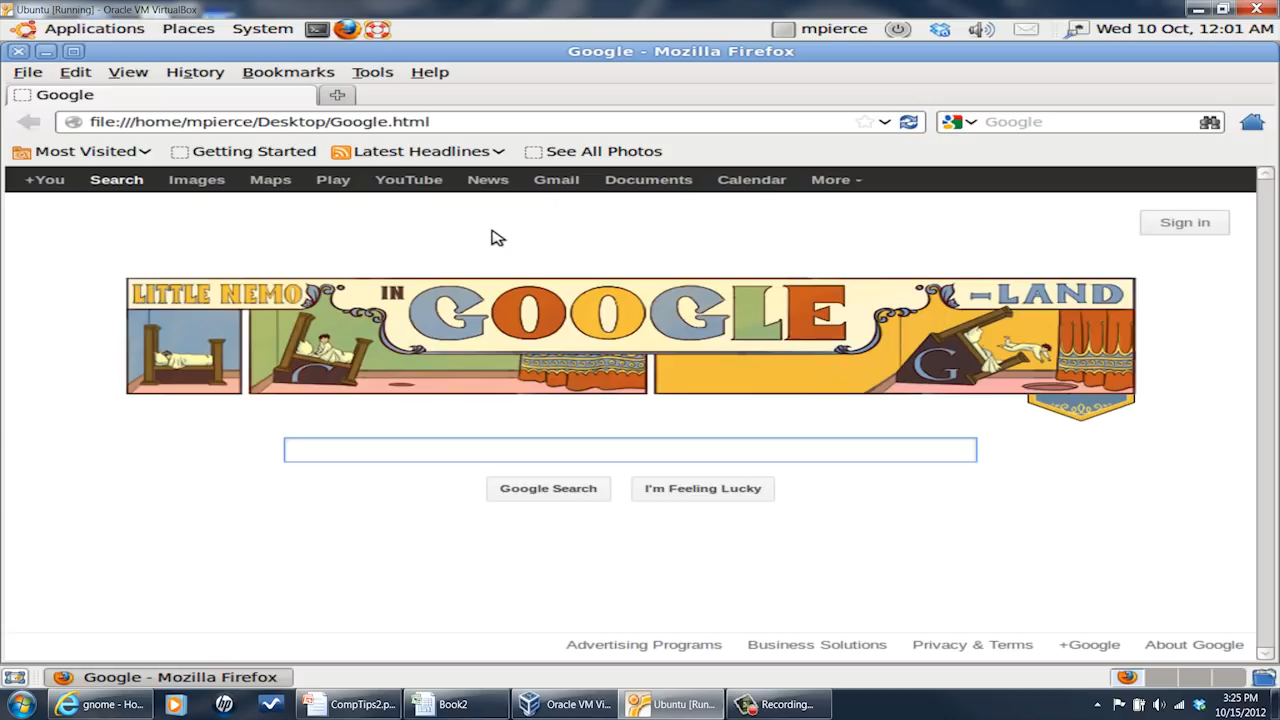 Ubuntu [Running] - Oracle VM VirtualBox
Applications Places System mpierce Wed 10 Oct, 12:01 AM
Google - Mozilla Firefox
File Edit View History Bookmarks Tools Help
Google
file:///home/mpierce/Desktop/Google.html Google
Most Visited Getting Started Latest Headlines See All Photos
+You Search Images Maps Play YouTube News Gmail Documents Calendar More
Sign in
LITTLE NEMO IN GOOGLE -LAND
G G
Google Search I'm Feeling Lucky
Advertising Programs Business Solutions Privacy & Terms +Google About Google
Google - Mozilla Firefox
gnome - Ho... CompTips2.p... Book2 Oracle VM Vi... Ubuntu [Run... Recording...
3:25 PM
10/15/2012